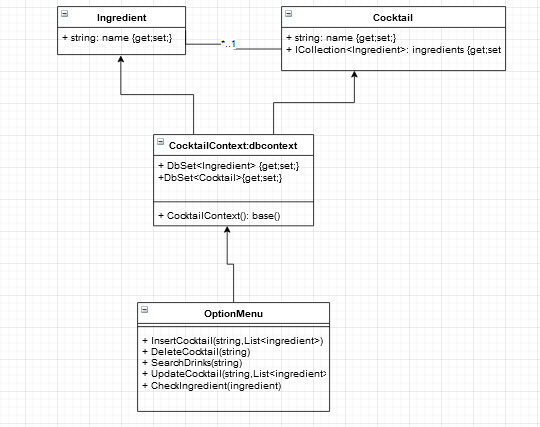 Ingredient
+ string: name {get;set;}
*..1
Cocktail
+ string: name {get;set;}
+ ICollection<Ingredient>: ingredients {get;set
CocktailContext:dbcontext
+ DbSet<Ingredient> {get;set;}
+DbSet<Cocktail>{get;set;}
+ CocktailContext(): base()
OptionMenu
+ InsertCocktail(string,List<ingredient>)
+ DeleteCocktail(string)
+ SearchDrinks(string)
+ UpdateCocktail(string,List<ingredient>
+ CheckIngredient(ingredient)